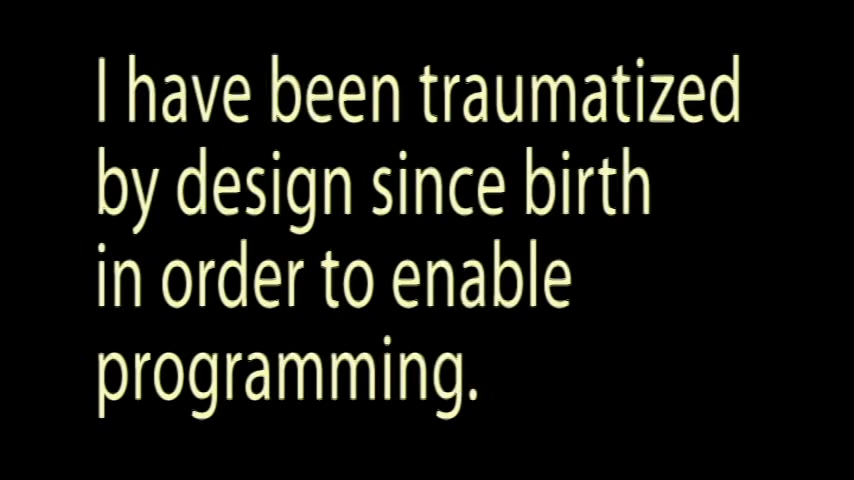 I have been traumatized
by design since birth
in order to enable
programming.